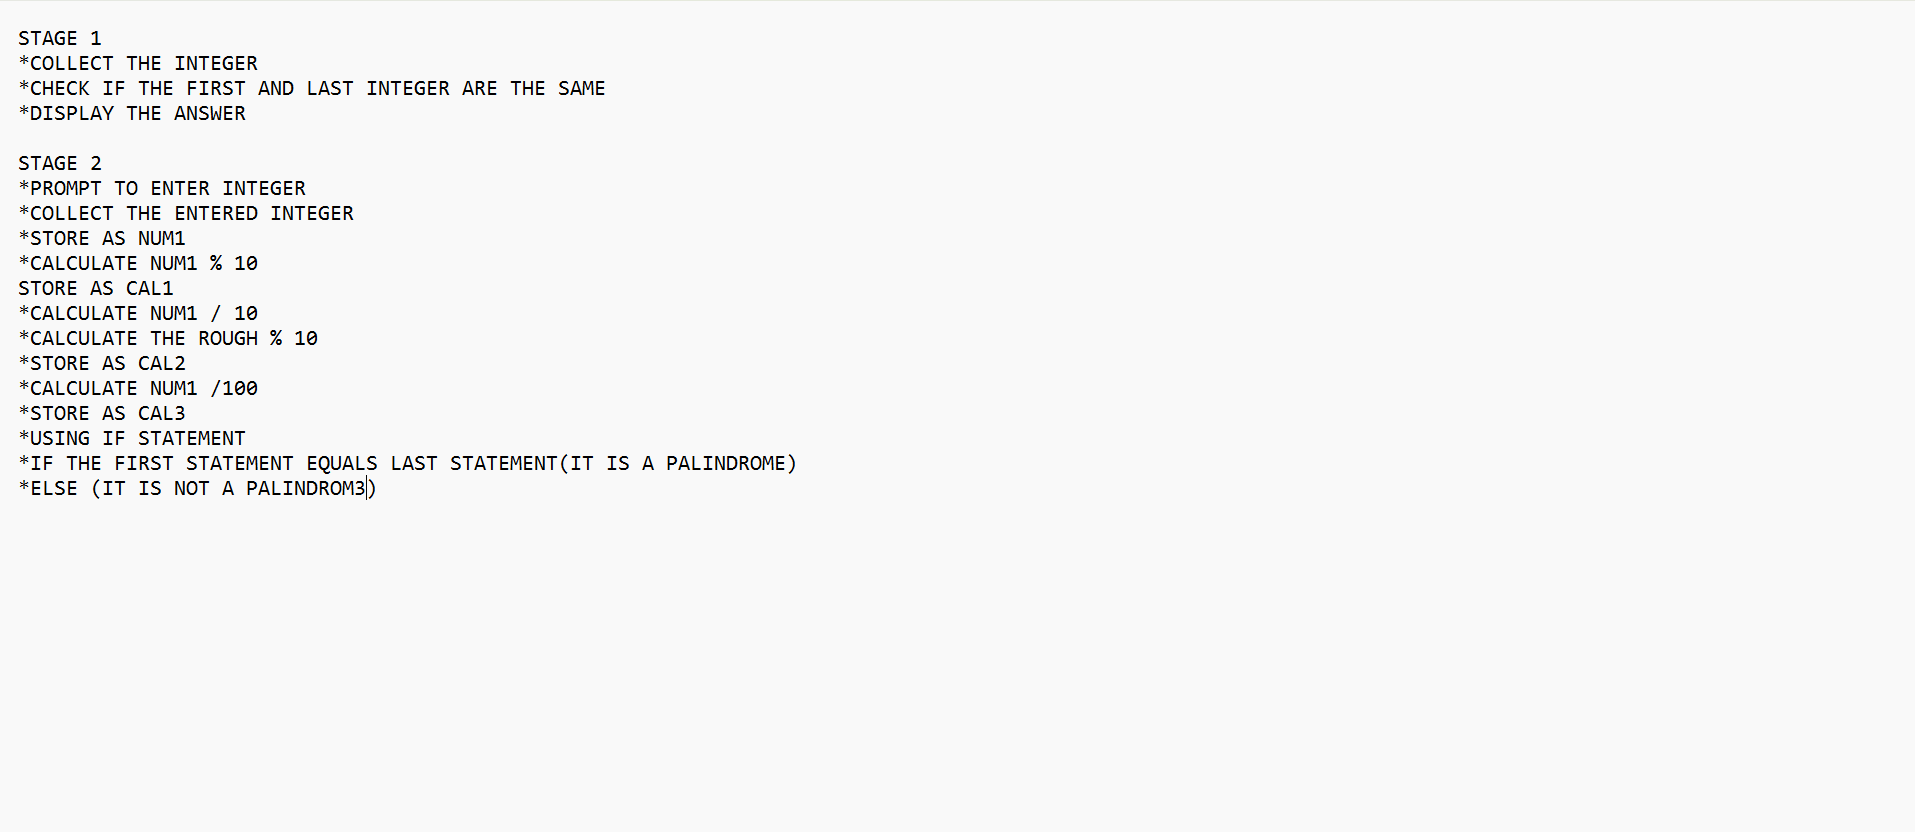 STAGE 1
*COLLECT THE INTEGER
*CHECK IF THE FIRST AND LAST INTEGER ARE THE SAME
*DISPLAY THE ANSWER
STAGE 2
*PROMPT TO ENTER INTEGER
*COLLECT THE ENTERED INTEGER
*STORE AS NUM1
*CALCULATE NUM1 % 10
STORE AS CAL1
*CALCULATE NUM1 / 10
*CALCULATE THE ROUGH % 10
*STORE AS CAL2
*CALCULATE NUM1 /100
*STORE AS CAL3
*USING IF STATEMENT
*IF THE FIRST STATEMENT EQUALS LAST STATEMENT(IT IS A PALINDROME)
*ELSE (IT IS NOT A PALINDROM3)